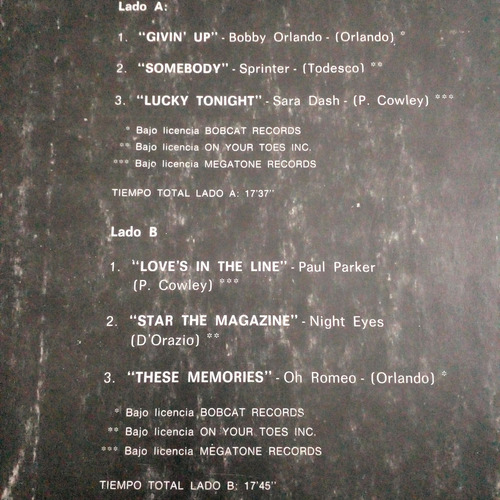 Lado A:
1. "GIVIN' UP" - Bobby Orlando - (Orlando) *
2. "SOMEBODY" - Sprinter - (Todesco) **
3. "LUCKY TONIGHT" - Sara Dash - (P. Cowley) ***
* Bajo licencia BOBCAT RECORDS
** Bajo licencia ON YOUR TOES INC.
*** Bajo licencia MEGATONE RECORDS
TIEMPO TOTAL LADO A: 17'37"
Lado B
1. "LOVE'S IN THE LINE" - Paul Parker
(P. Cowley) ***
2. "STAR THE MAGAZINE" - Night Eyes
(D'Orazio) **
3. "THESE MEMORIES" - Oh Romeo - (Orlando) *
* Bajo licencia BOBCAT RECORDS
** Bajo licencia ON YOUR TOES INC.
*** Bajo licencia MEGATONE RECORDS
TIEMPO TOTAL LADO B: 17'45"